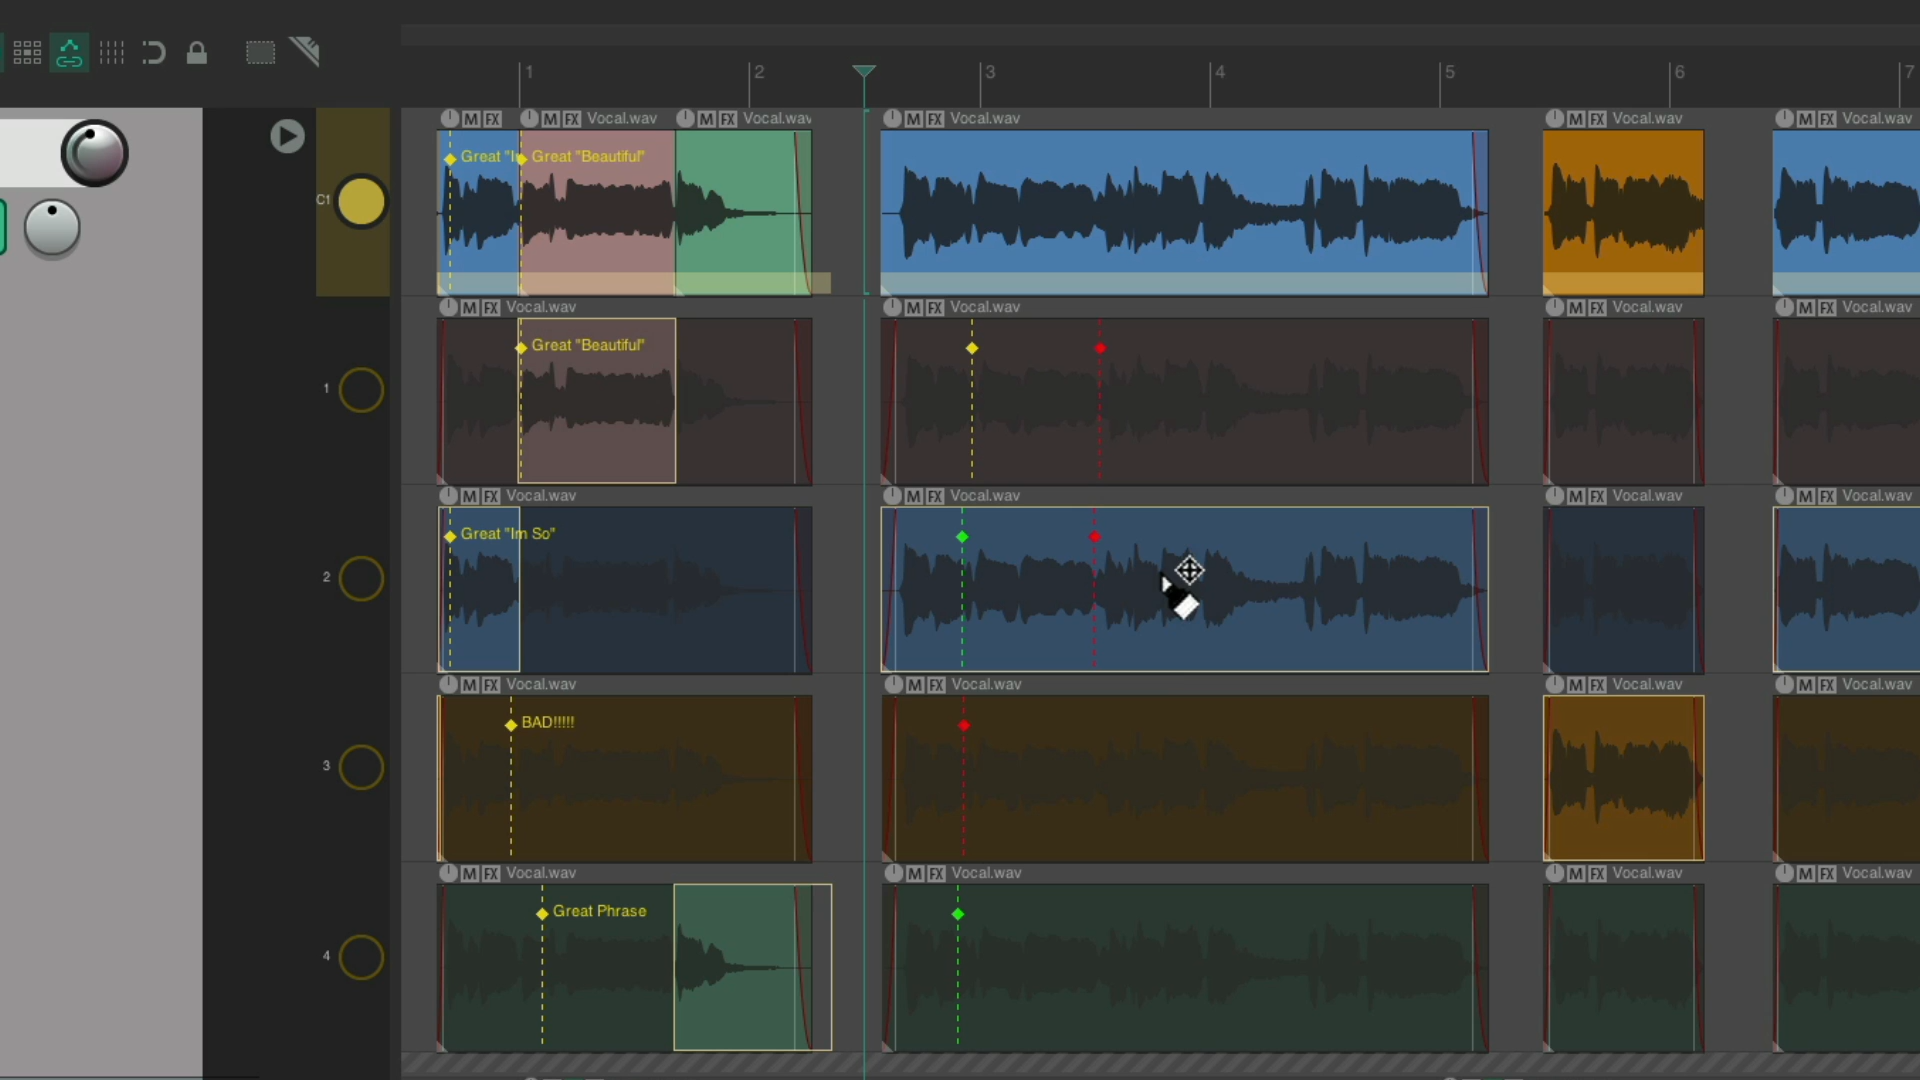 1 2 3 4 5 6 7
M FX M FX Vocal.wav M FX Vocal.wav M FX Vocal.wav M FX Vocal.wav M FX Vocal.wav
Great "I Great "Beautiful"
C1
M FX Vocal.wav M FX Vocal.wav M FX Vocal.wav M FX Vocal.wav
Great "Beautiful"
1
M FX Vocal.wav M FX Vocal.wav M FX Vocal.wav M FX Vocal.wav
Great "Im So"
2
M FX Vocal.wav M FX Vocal.wav M FX Vocal.wav M FX Vocal.wav
BAD!!!!!
3
M FX Vocal.wav M FX Vocal.wav M FX Vocal.wav M FX Vocal.wav
Great Phrase
4